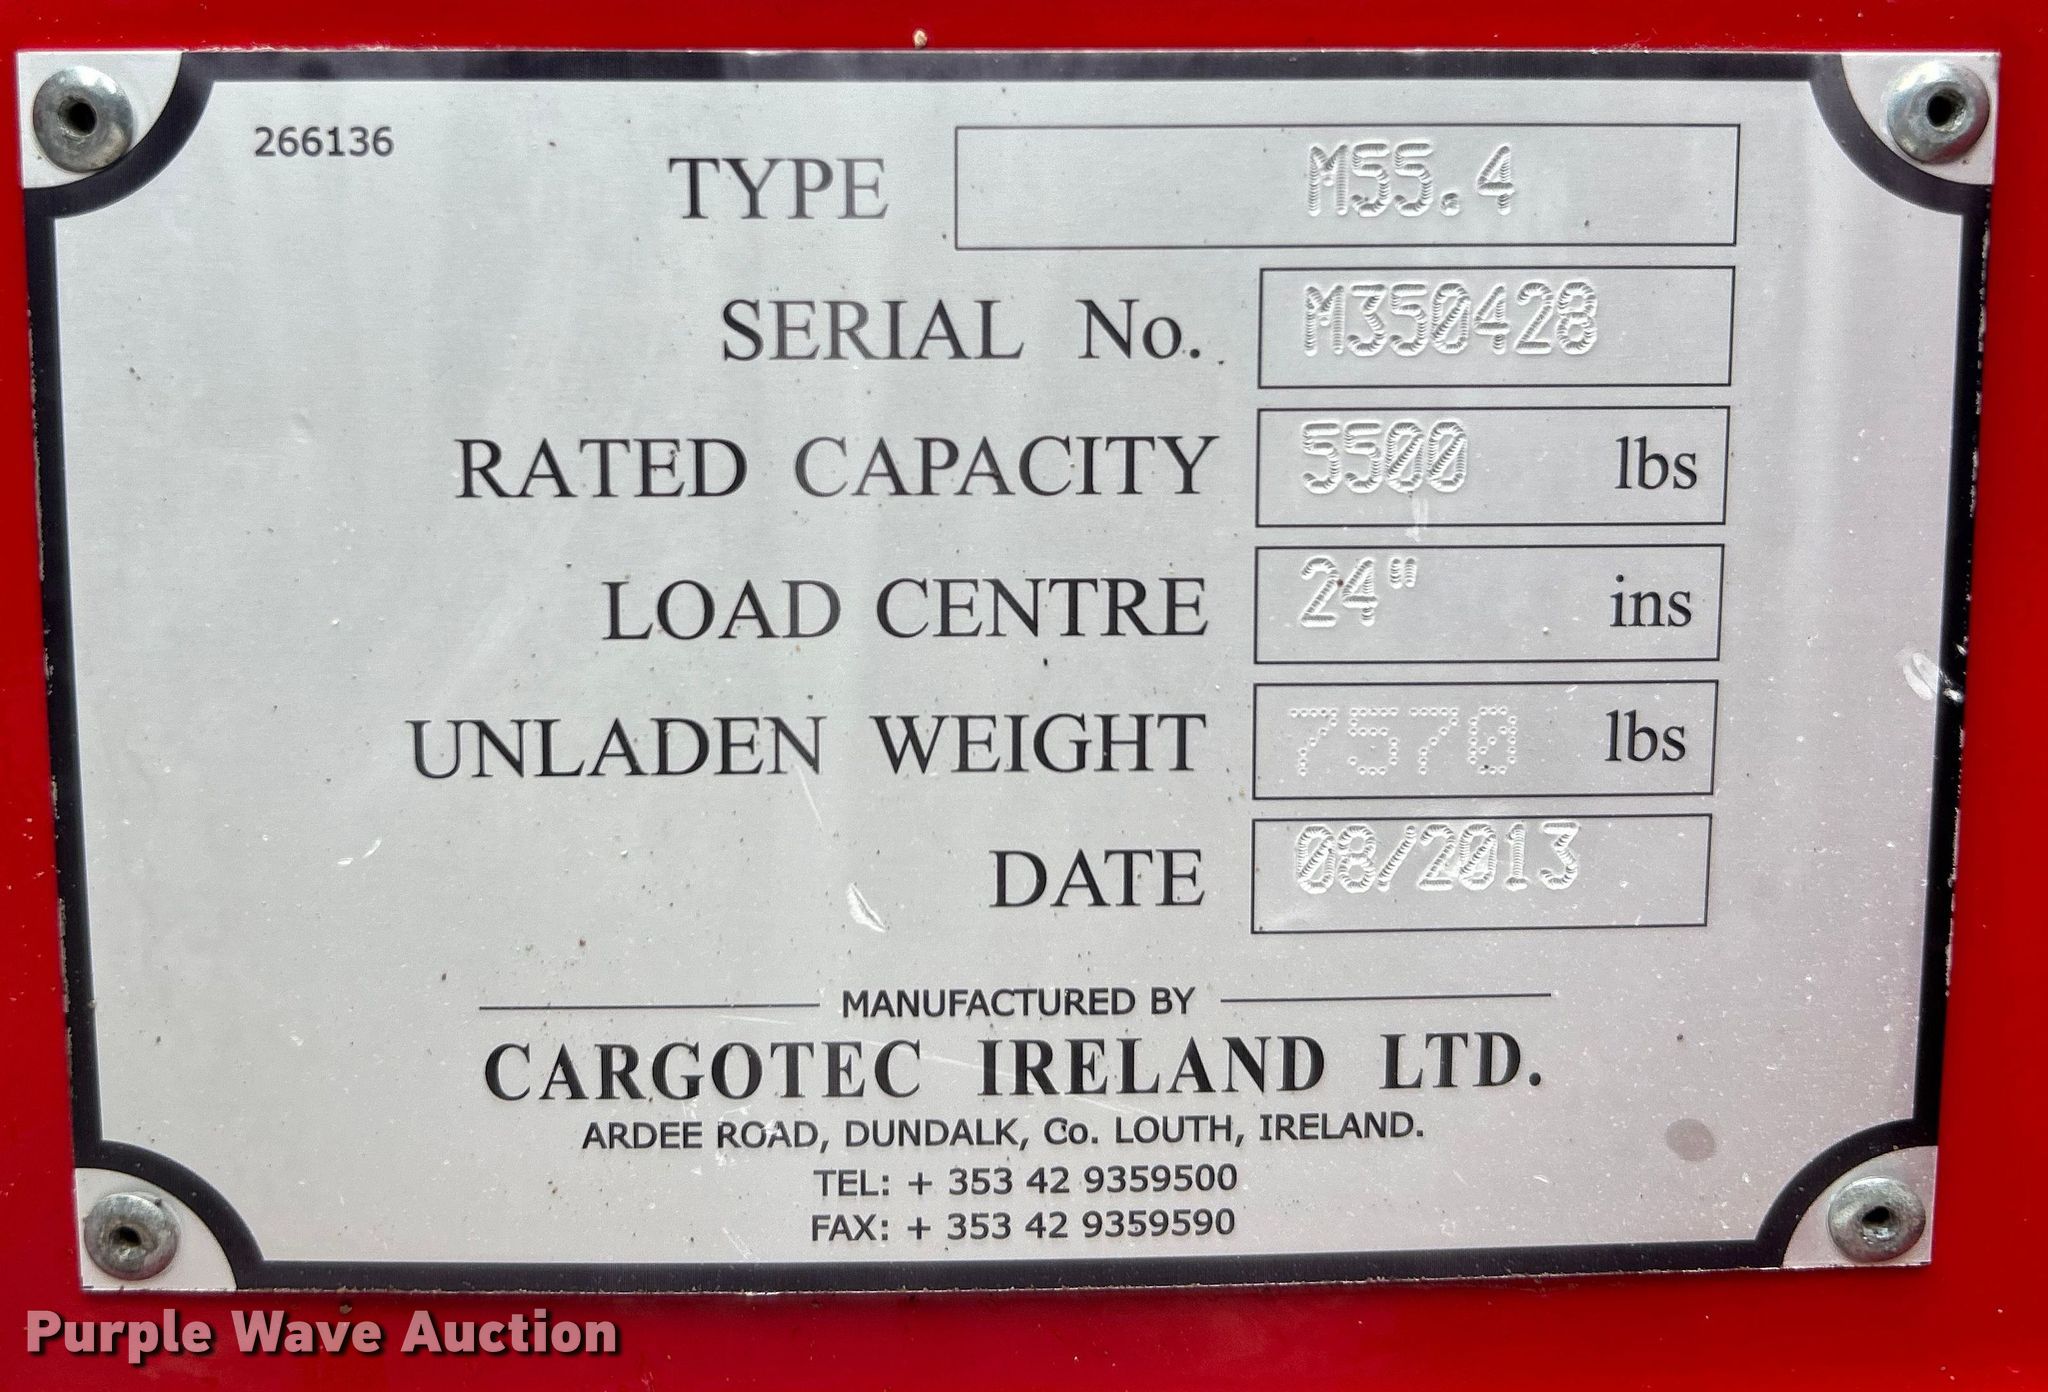 266136
TYPE M55.4
SERIAL No. M350428
RATED CAPACITY 5500 lbs
LOAD CENTRE 24" ins
UNLADEN WEIGHT 7570 lbs
DATE 08/2013
MANUFACTURED BY
CARGOTEC IRELAND LTD.
ARDEE ROAD, DUNDALK, Co. LOUTH, IRELAND.
TEL: + 353 42 9359500
FAX: + 353 42 9359590
Purple Wave Auction